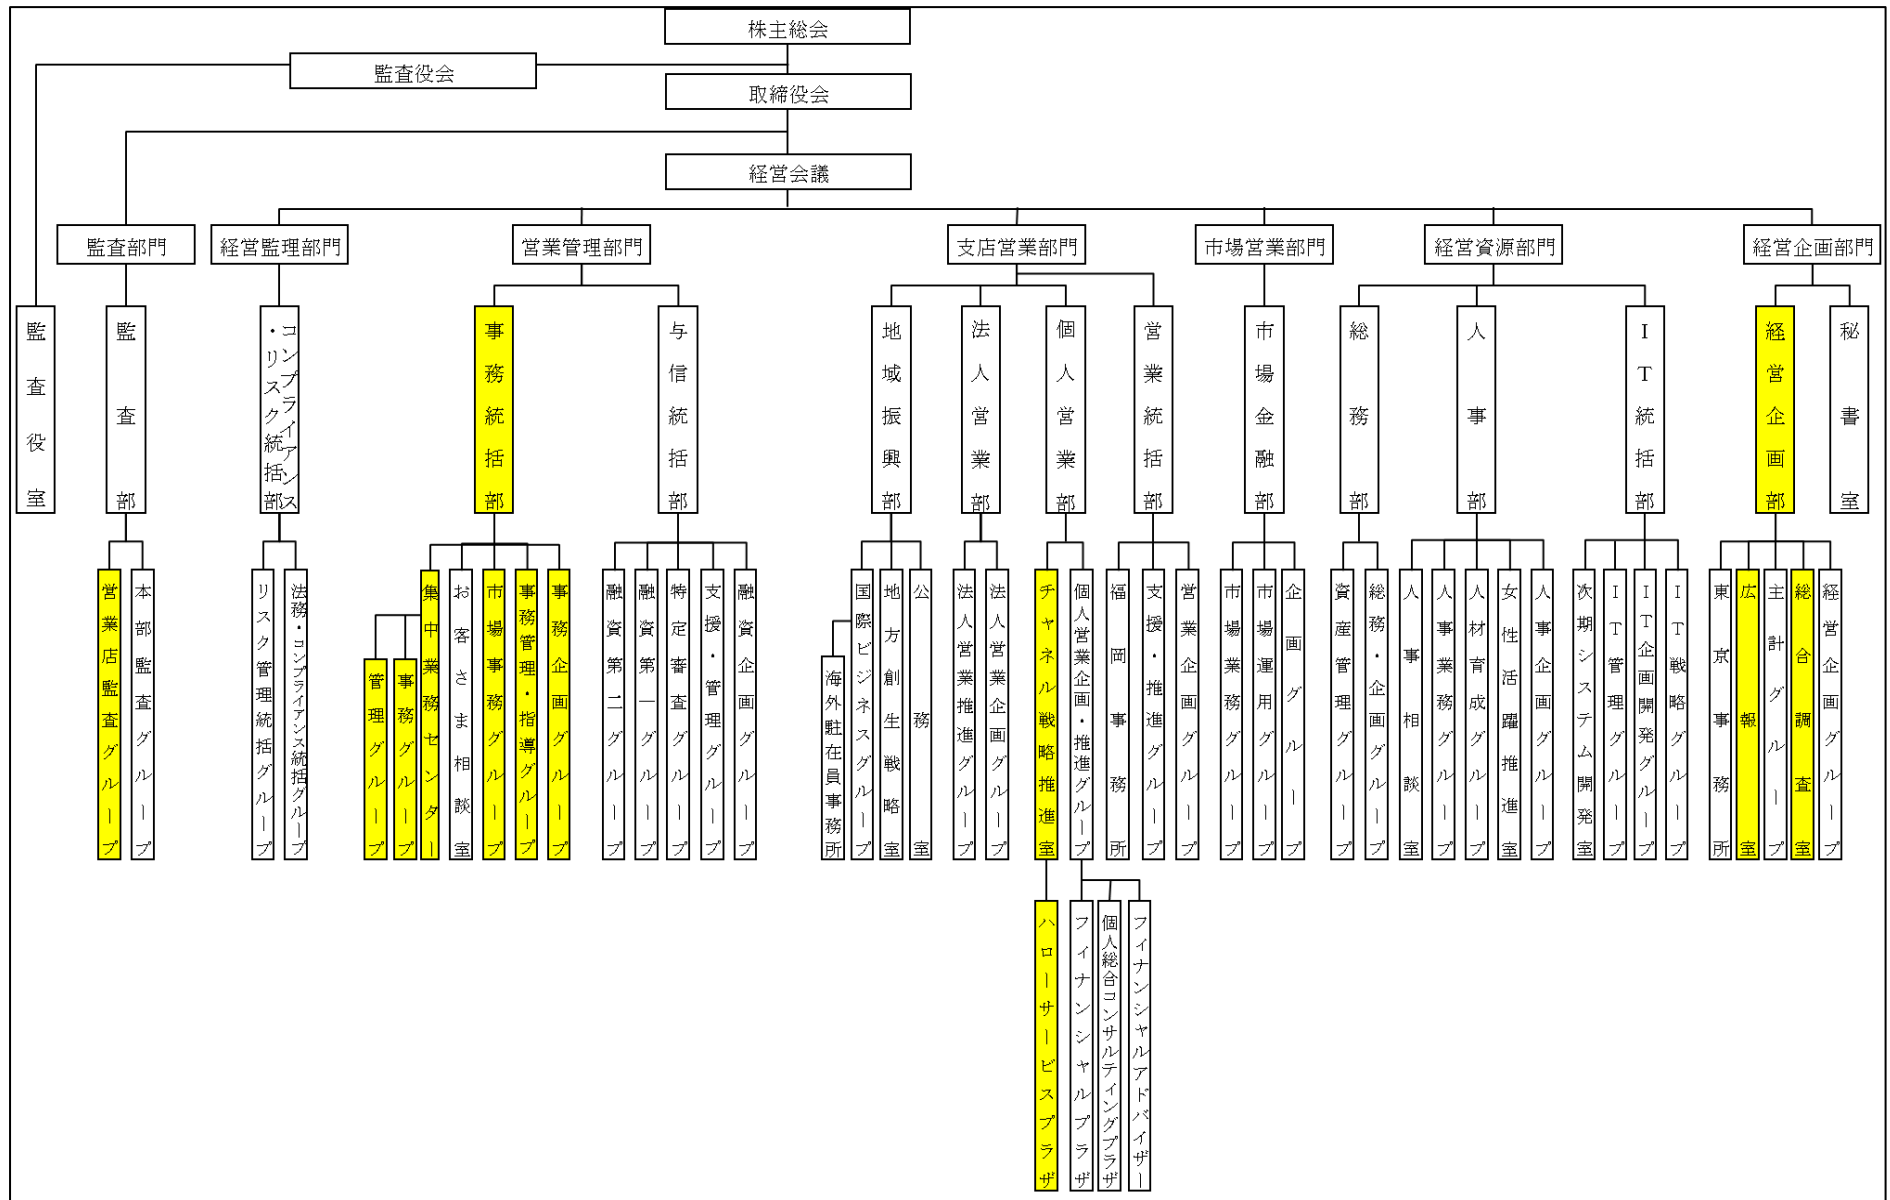 株主総会
監査役会
取締役会
経営会議
監査部門
経営監理部門
営業管理部門
支店営業部門
市場営業部門
経営資源部門
経営企画部門
監査役室
監査部
コンプライアンス
・リスク統括部
事務統括部
与信統括部
地域振興部
法人営業部
個人営業部
営業統括部
市場金融部
総務部
人事部
IT統括部
経営企画部
秘書室
営業店監査グループ
本部監査グループ
リスク管理統括グループ
法務・コンプライアンス統括グループ
管理グループ
事務グループ
集中業務センター
お客さま相談室
市場事務グループ
事務管理・指導グループ
事務企画グループ
融資第二グループ
融資第一グループ
特定審査グループ
支援・管理グループ
融資企画グループ
海外駐在員事務所
国際ビジネスグループ
地方創生戦略室
公務室
法人営業推進グループ
法人営業企画グループ
チャネル戦略推進室
個人営業企画・推進グループ
福岡事務所
支援・推進グループ
営業企画グループ
市場業務グループ
市場運用グループ
企画グループ
資産管理グループ
総務・企画グループ
人事相談室
人事業務グループ
人材育成グループ
女性活躍推進室
人事企画グループ
次期システム開発室
IT管理グループ
IT企画開発グループ
IT戦略グループ
東京事務所
広報室
主計グループ
総合調査室
経営企画グループ
ハローサービスプラザ
フィナンシャルプラザ
個人総合コンサルティングプラザ
フィナンシャルアドバイザー